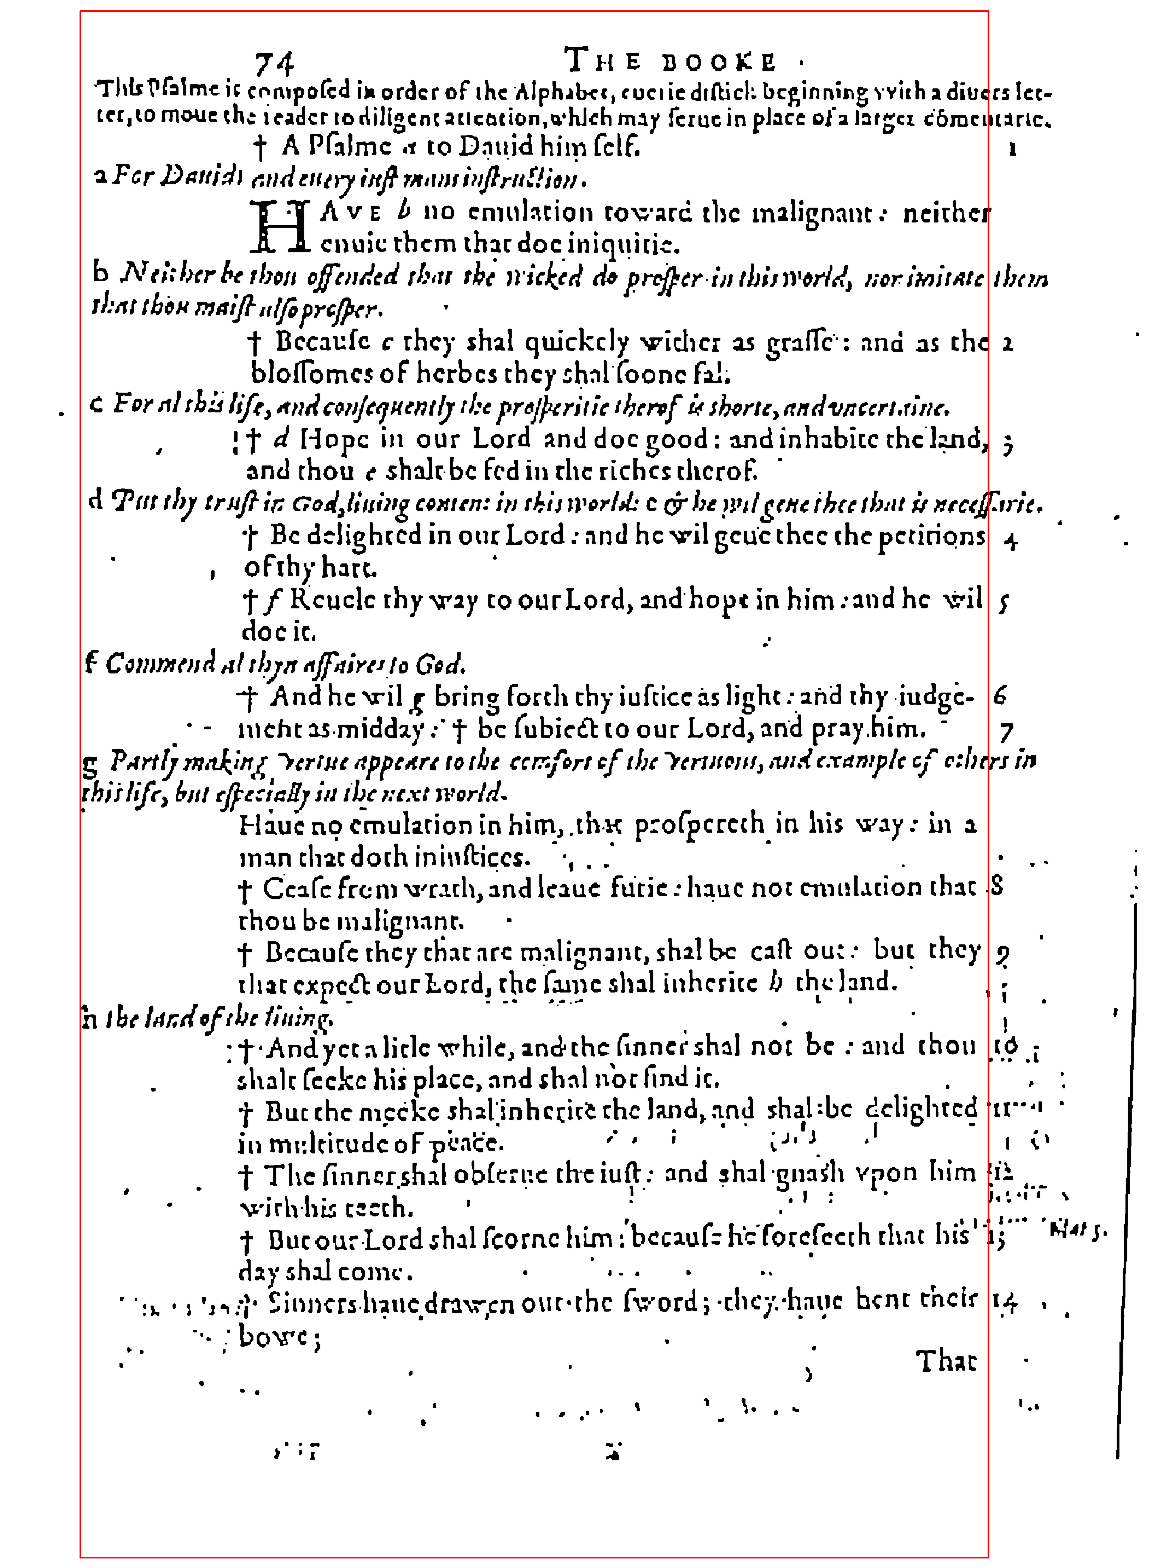 74 THE BOOKE
This Pſalme is compoſed in order of the Alphabet, euerie diſtich beginning with a diuers let-
ter, to moue the reader to diligent attention, which may ſerue in place of a larger cōmentarie.
† A Pſalme a to Dauid him ſelf. 1
a For Dauids and euery iuſt mans inſtruction.
HAVE b no emulation toward the malignant: neither
enuie them that doe iniquitie.
b Neither be thou offended that the wicked do proſper in this world, nor imitate them
that thou maiſt alſo proſper.
† Becauſe c they shal quickely wither as graſſe: and as the 2
bloſſomes of herbes they shal ſoone fal.
c For al this life, and conſequently the proſperitie therof is shorte, and vncertaine.
† d Hope in our Lord and doe good: and inhabite the land, 3
and thou e shalt be fed in the riches therof.
d Put thy truſt in God, liuing content in this world: e & he wil geue thee that is neceſſarie.
† Be delighted in our Lord: and he wil geue thee the petitions 4
of thy hart.
† f Reuele thy way to our Lord, and hope in him: and he wil 5
doe it.
f Commend al thyn affaires to God.
† And he wil g bring forth thy iuſtice as light: and thy iudge- 6
ment as midday: † be ſubiect to our Lord, and pray him. 7
g Partly making vertue appeare to the comfort of the vertuous, and example of others in
this life, but eſpecially in the next world.
Haue no emulation in him, that proſpereth in his way: in a
man that doth iniuſtices.
† Ceaſe from wrath, and leaue furie: haue not emulation that 8
thou be malignant.
† Becauſe they that are malignant, shal be caſt out: but they 9
that expect our Lord, the ſame shal inherite h the land.
h the land of the liuing.
† And yet a litle while, and the ſinner shal not be: and thou 10
shalt ſeeke his place, and shal not find it.
† But the meeke shal inherite the land, and shal be delighted 11
in multitude of peace.
† The ſinner shal obſerue the iuſt: and shal gnash vpon him 12
with his teeth.
† But our Lord shal ſcorne him: becauſe he foreſeeth that his 13 Mat 5.
day shal come.
† Sinners haue drawen out the ſword; they haue bent their 14
bowe;
That